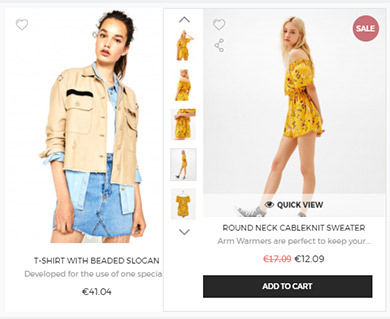 T-SHIRT WITH BEADED SLOGAN
Developed for the use of one specia
€41.04
SALE
QUICK VIEW
ROUND NECK CABLEKNIT SWEATER
Arm Warmers are perfect to keep your...
€17.09 €12.09
ADD TO CART